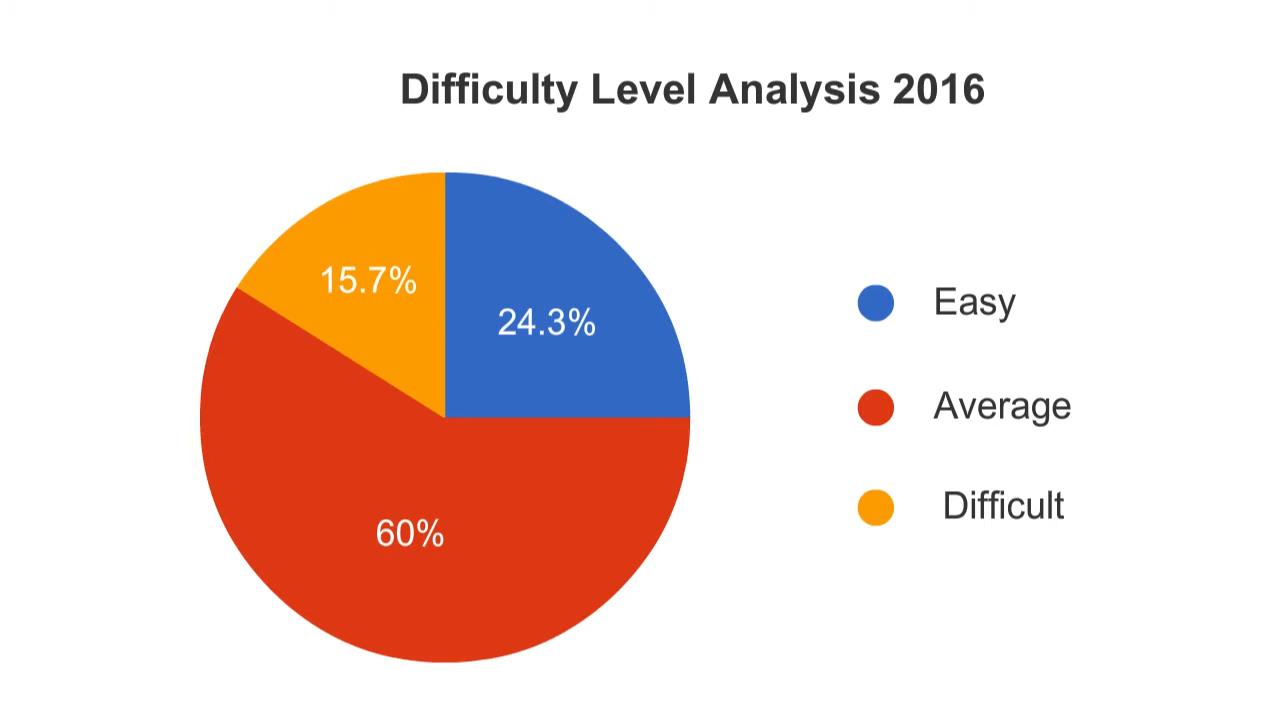 Difficulty Level Analysis 2016
15.7%
24.3%
60%
Easy
Average
Difficult